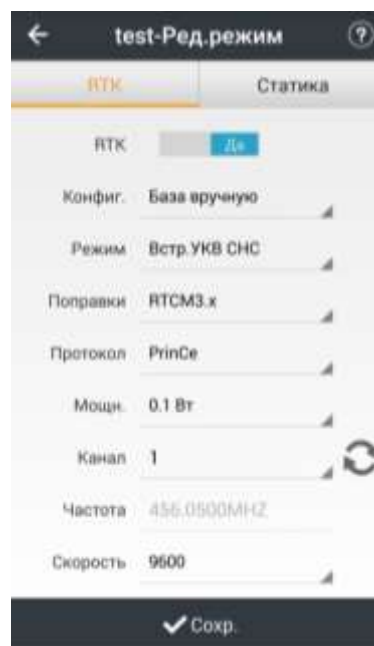 test-Ред.режим ?
RTK Статика
RTK Да
Конфиг. База вручную
Режим Встр.УКВ СНС
Поправки RTCM3.x
Протокол PrinCe
Мощн. 0.1 Вт
Канал 1
Частота 456.0500MHZ
Скорость 9600
Сохр.